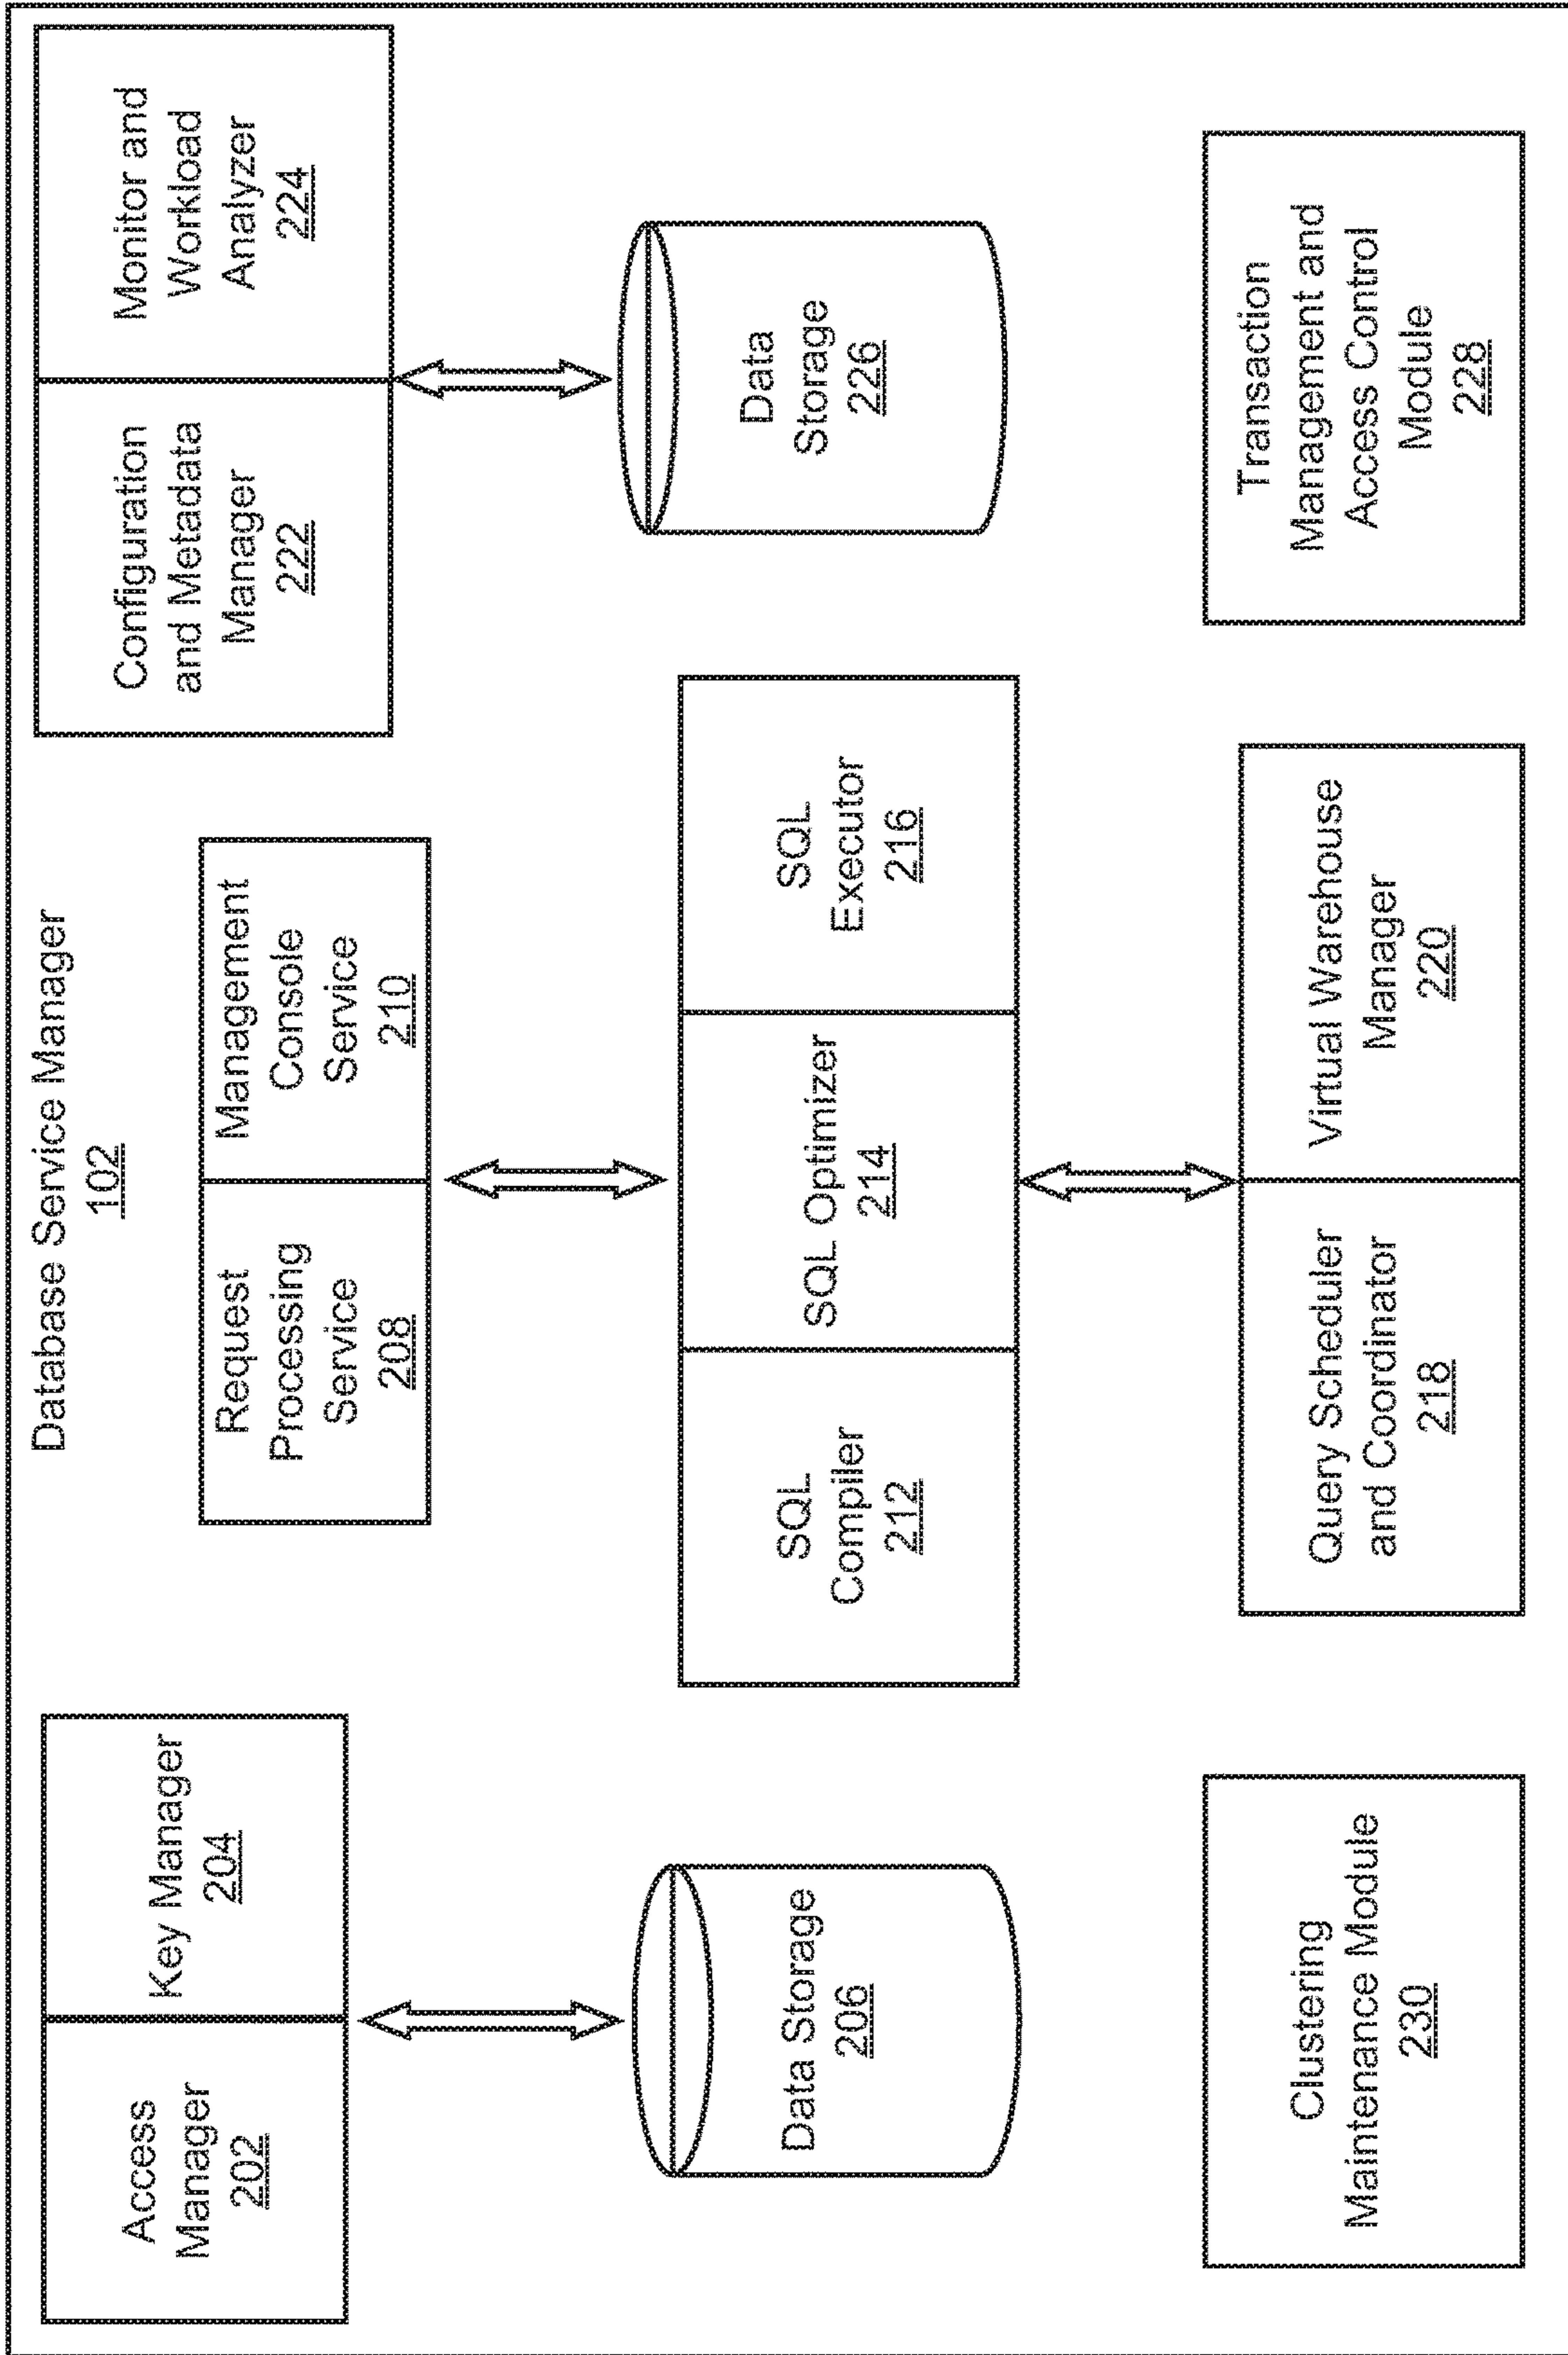 Database Service Manager
102
Access
Manager
202
Key Manager
204
Request
Processing
Service
208
Management
Console
Service
210
Configuration
and Metadata
Manager
222
Monitor and
Workload
Analyzer
224
Data Storage
206
SQL
Compiler
212
SQL Optimizer
214
SQL
Executor
216
Data
Storage
226
Clustering
Maintenance Module
230
Query Scheduler
and Coordinator
218
Virtual Warehouse
Manager
220
Transaction
Management and
Access Control
Module
228